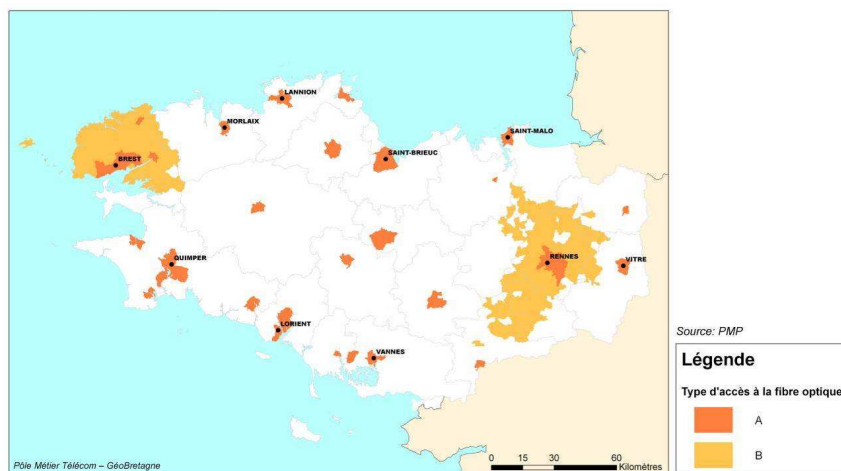 LANNION
MORLAIX
SAINT-MALO
BREST
SAINT-BRIEUC
QUIMPER
RENNES
VITRE
LORIENT
VANNES
Source: PMP
Légende
Type d'accès à la fibre optique
A
B
0 15 30 60
Kilomètres
Pôle Métier Télécom – GéoBretagne